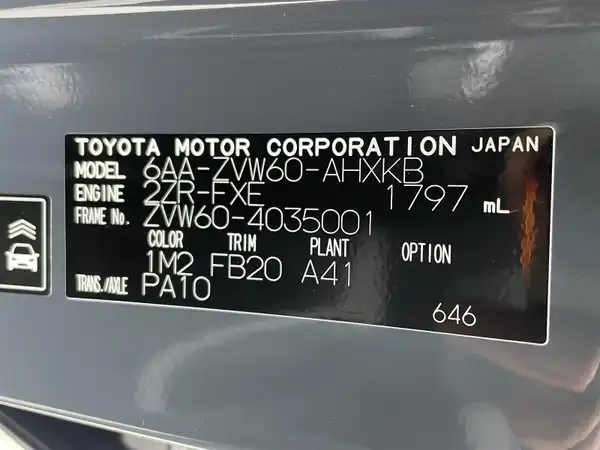 TOYOTA MOTOR CORPORATION JAPAN
MODEL 6AA-ZVW60-AHXKB
ENGINE 2ZR-FXE 1797 mL
FRAME No. ZVW60-4035001
COLOR TRIM PLANT OPTION
1M2 FB20 A41
TRANS./AXLE PA10
646